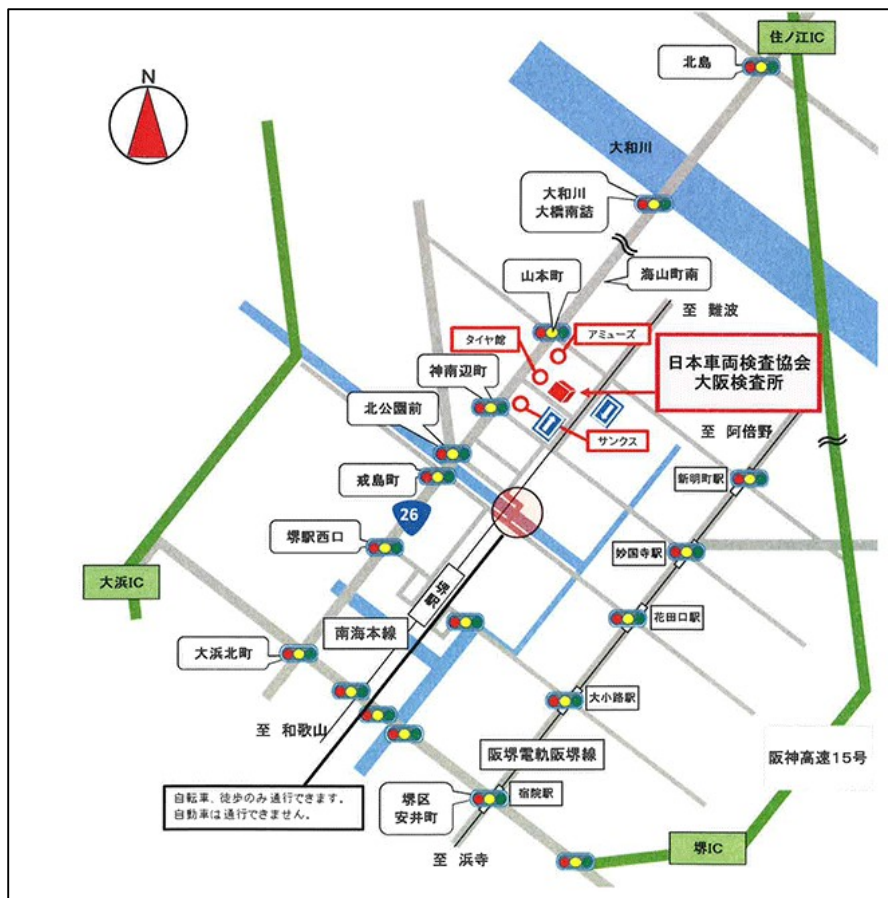 住ノ江IC
北島
N
大和川
大和川
大橋南詰
山本町
海山町南
至 難波
タイヤ館
アミューズ
日本車両検査協会
大阪検査所
神南辺町
北公園前
サンクス
至 阿倍野
戎島町
新明町駅
26
堺駅西口
妙国寺駅
大浜IC
堺駅
花田口駅
南海本線
大浜北町
大小路駅
至 和歌山
阪堺電軌阪堺線
阪神高速15号
自転車、徒歩のみ通行できます。
自動車は通行できません。
堺区
安井町
宿院駅
至 浜寺
堺IC